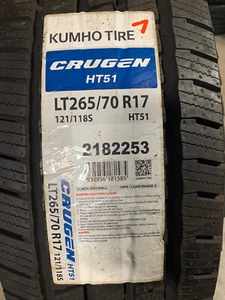 KUMHO TIRE
CRUGEN
HT51
LT265/70 R17
121/118S HT51
2182253
LT265/70 R17 121/118S
CRUGEN
HT51